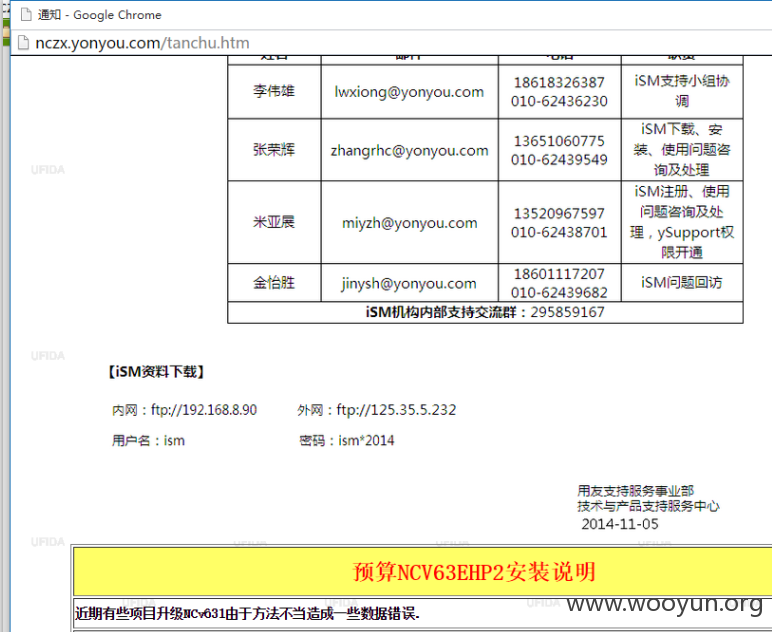 通知 - Google Chrome
nczx.yonyou.com/tanchu.htm
姓名 邮件 电话 职责
李伟雄 lwxiong@yonyou.com 18618326387 010-62436230 iSM支持小组协调
张荣辉 zhangrhc@yonyou.com 13651060775 010-62439549 iSM下载、安装、使用问题咨询及处理
米亚展 miyzh@yonyou.com 13520967597 010-62438701 iSM注册、使用问题咨询及处理，ySupport权限开通
金怡胜 jinysh@yonyou.com 18601117207 010-62439682 iSM问题回访
iSM机构内部支持交流群：295859167
UFIDA
UFIDA
【iSM资料下载】
内网：ftp://192.168.8.90 外网：ftp://125.35.5.232
用户名：ism 密码：ism*2014
用友支持服务事业部
技术与产品支持服务中心
2014-11-05
UFIDA
预算NCV63EHP2安装说明
近期有些项目升级NCv631由于方法不当造成一些数据错误.
www.wooyun.org